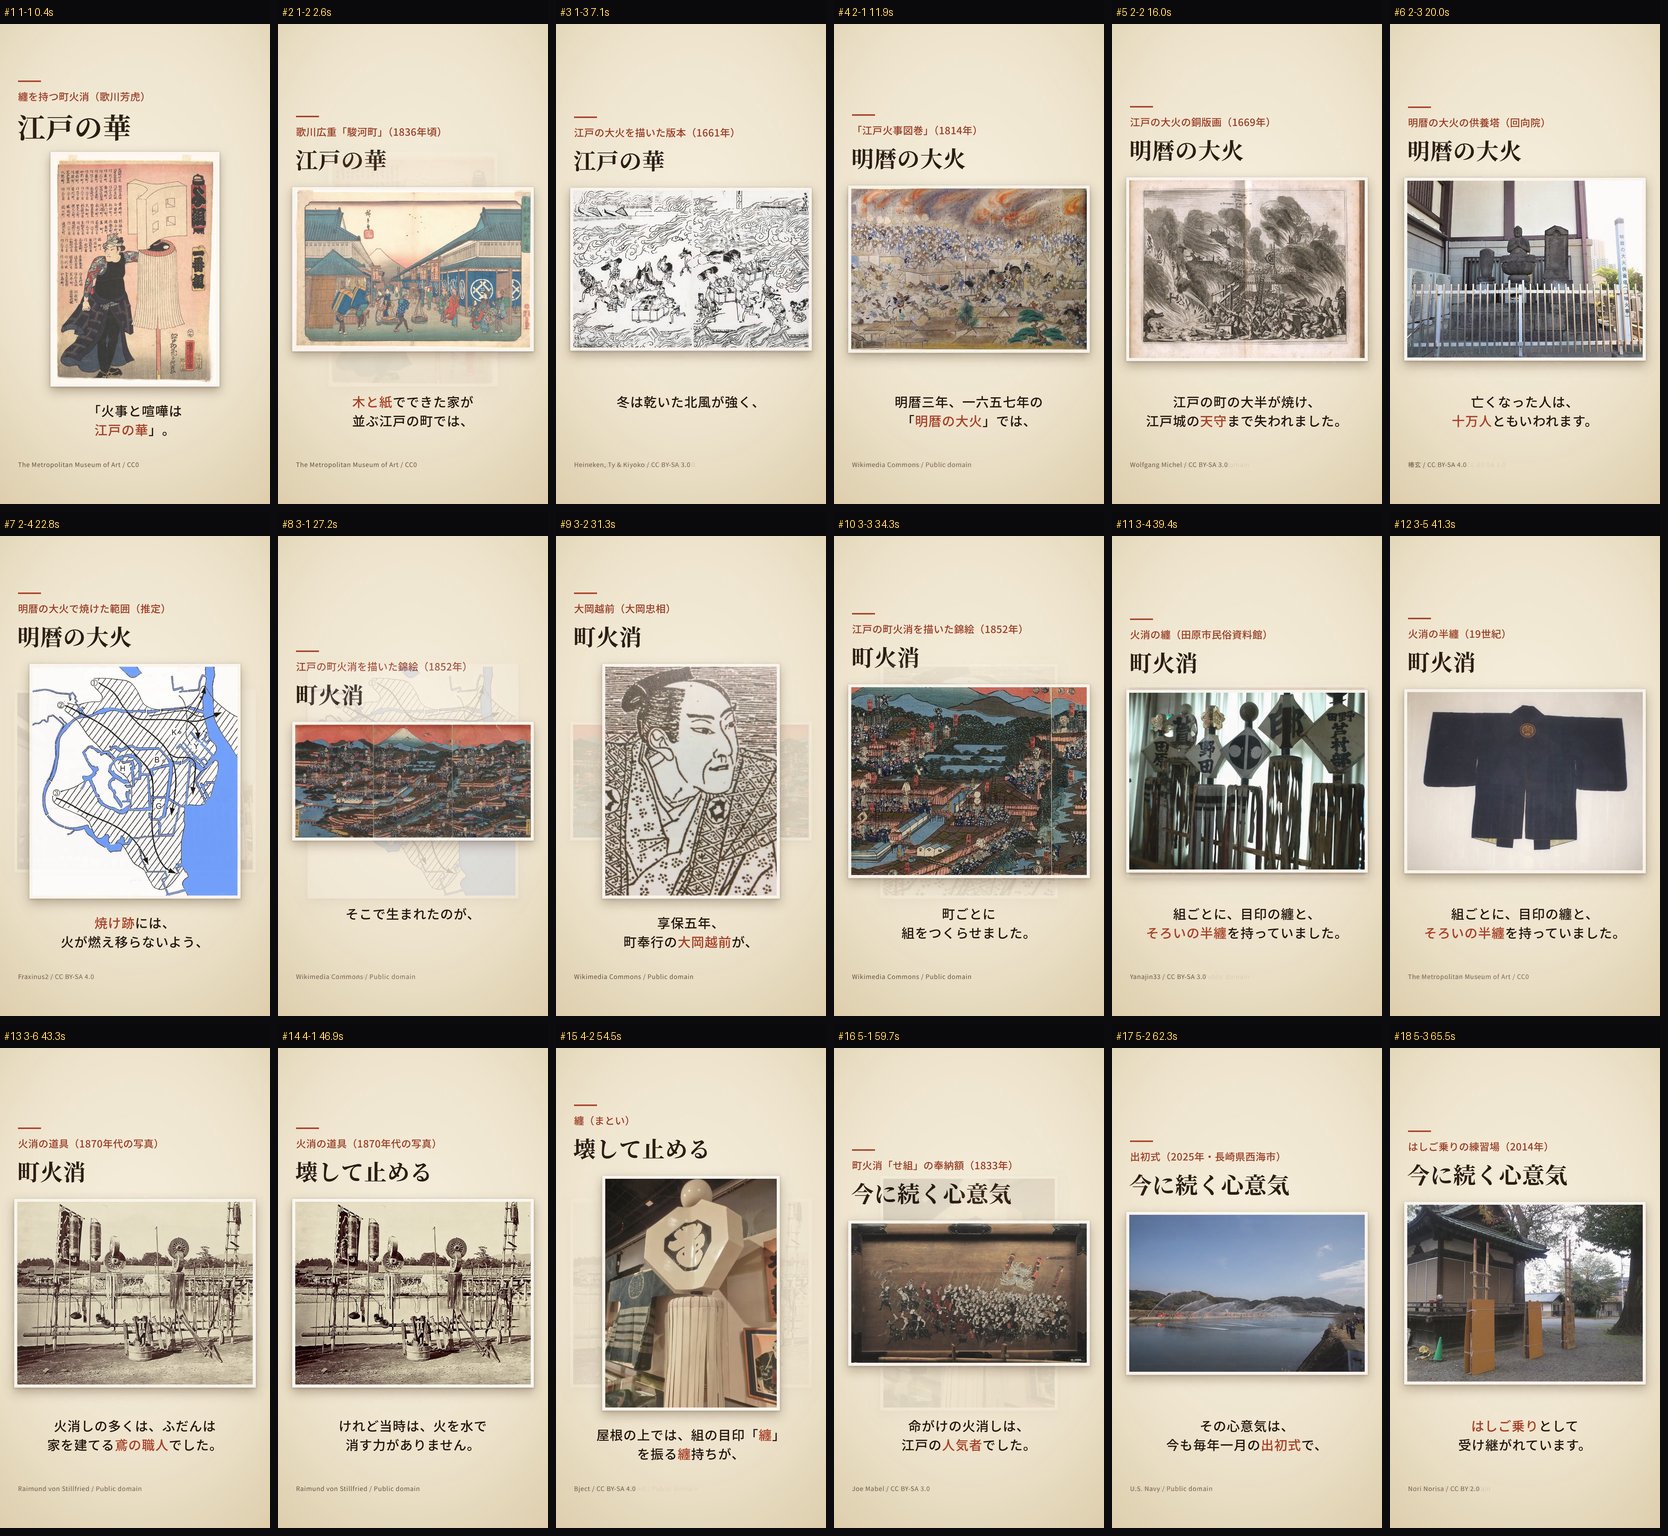 #1 1-1 0.4s
纏を持つ町火消（歌川芳虎）
江戸の華
「火事と喧嘩は
江戸の華」。
The Metropolitan Museum of Art / CC0
#2 1-2 2.6s
歌川広重「駿河町」（1836年頃）
江戸の華
木と紙でできた家が
並ぶ江戸の町では、
The Metropolitan Museum of Art / CC0
#3 1-3 7.1s
江戸の大火を描いた版本（1661年）
江戸の華
冬は乾いた北風が強く、
Heineken, Ty & Kiyoko / CC BY-SA 3.0
#4 2-1 11.9s
「江戸火事図巻」（1814年）
明暦の大火
明暦三年、一六五七年の
「明暦の大火」では、
Wikimedia Commons / Public domain
#5 2-2 16.0s
江戸の大火の銅版画（1669年）
明暦の大火
江戸の町の大半が焼け、
江戸城の天守まで失われました。
Wolfgang Michel / CC BY-SA 3.0
#6 2-3 20.0s
明暦の大火の供養塔（回向院）
明暦の大火
亡くなった人は、
十万人ともいわれます。
椿玄 / CC BY-SA 4.0
#7 2-4 22.8s
明暦の大火で焼けた範囲（推定）
明暦の大火
焼け跡には、
火が燃え移らないよう、
Fraxinus2 / CC BY-SA 4.0
#8 3-1 27.2s
江戸の町火消を描いた錦絵（1852年）
町火消
そこで生まれたのが、
Wikimedia Commons / Public domain
#9 3-2 31.3s
大岡越前（大岡忠相）
町火消
享保五年、
町奉行の大岡越前が、
Wikimedia Commons / Public domain
#10 3-3 34.3s
江戸の町火消を描いた錦絵（1852年）
町火消
町ごとに
組をつくらせました。
Wikimedia Commons / Public domain
#11 3-4 39.4s
火消の纏（田原市民俗資料館）
町火消
組ごとに、目印の纏と、
そろいの半纏を持っていました。
Yanajin33 / CC BY-SA 3.0
#12 3-5 41.3s
火消の半纏（19世紀）
町火消
組ごとに、目印の纏と、
そろいの半纏を持っていました。
The Metropolitan Museum of Art / CC0
#13 3-6 43.3s
火消の道具（1870年代の写真）
町火消
火消しの多くは、ふだんは
家を建てる鳶の職人でした。
Raimund von Stillfried / Public domain
#14 4-1 46.9s
火消の道具（1870年代の写真）
壊して止める
けれど当時は、火を水で
消す力がありません。
Raimund von Stillfried / Public domain
#15 4-2 54.5s
纏（まとい）
壊して止める
屋根の上では、組の目印「纏」
を振る纏持ちが、
Bject / CC BY-SA 4.0
#16 5-1 59.7s
町火消「せ組」の奉納額（1833年）
今に続く心意気
命がけの火消しは、
江戸の人気者でした。
Joe Mabel / CC BY-SA 3.0
#17 5-2 62.3s
出初式（2025年・長崎県西海市）
今に続く心意気
その心意気は、
今も毎年一月の出初式で、
U.S. Navy / Public domain
#18 5-3 65.5s
はしご乗りの練習場（2014年）
今に続く心意気
はしご乗りとして
受け継がれています。
Nori Norisa / CC BY 2.0